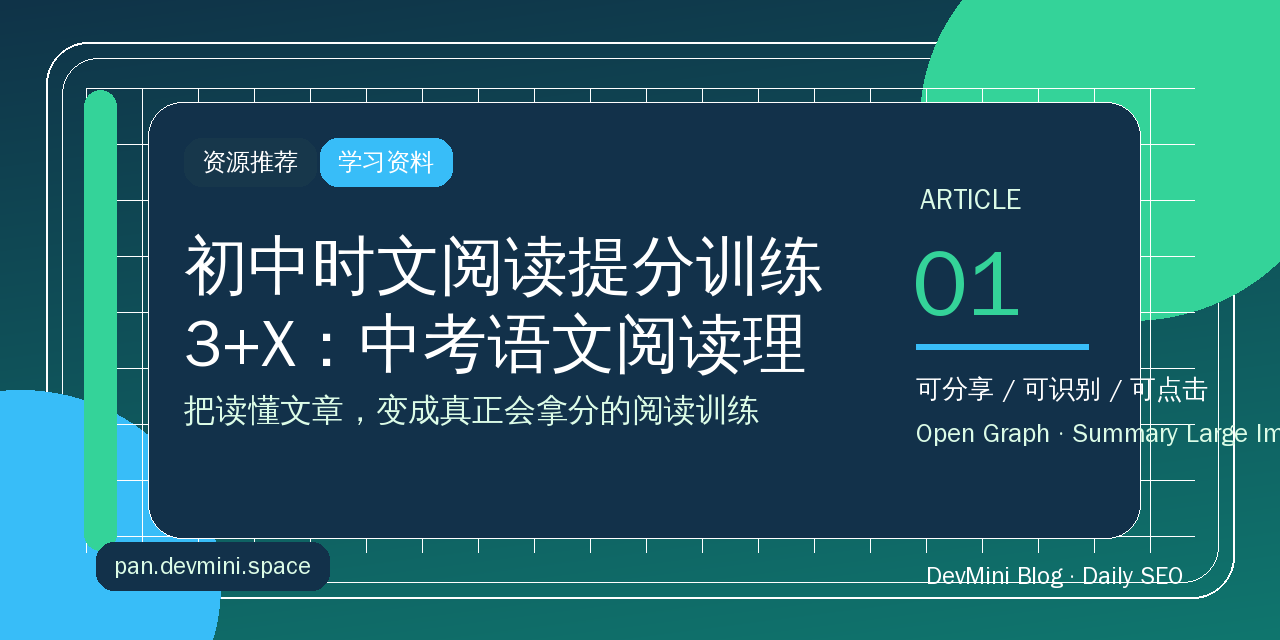 资源推荐
学习资料
初中时文阅读提分训练
3+X：中考语文阅读理
把读懂文章，变成真正会拿分的阅读训练
ARTICLE
01
可分享 / 可识别 / 可点击
Open Graph · Summary Large Im
pan.devmini.space
DevMini Blog · Daily SEO